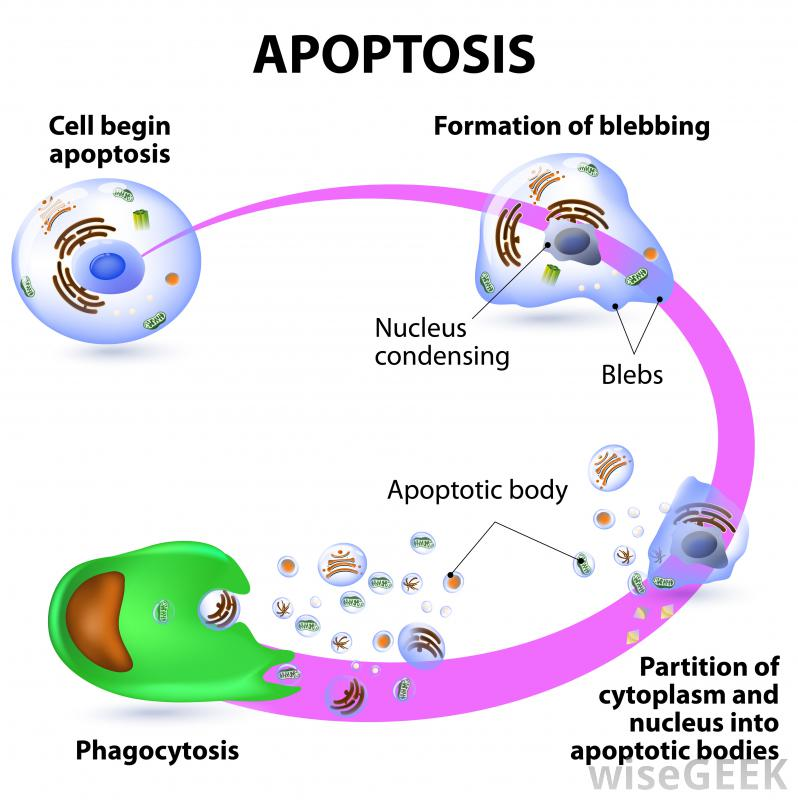 APOPTOSIS
Cell begin
apoptosis
Formation of blebbing
Nucleus
condensing
Blebs
Apoptotic body
Partition of
cytoplasm and
nucleus into
apoptotic bodies
Phagocytosis
wiseGEEK